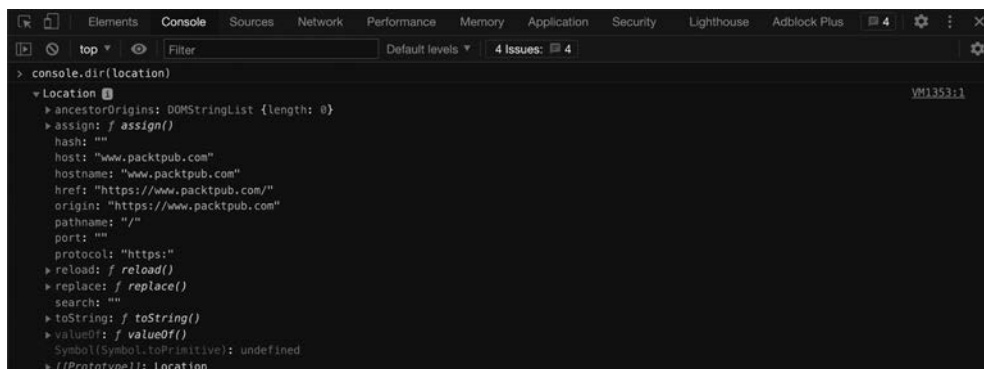 Elements Console Sources Network Performance Memory Application Security Lighthouse Adblock Plus 4
top Filter Default levels 4 Issues: 4
> console.dir(location)
Location i VM1353:1
ancestorOrigins: DOMStringList {length: 0}
assign: ƒ assign()
hash: ""
host: "www.packtpub.com"
hostname: "www.packtpub.com"
href: "https://www.packtpub.com/"
origin: "https://www.packtpub.com"
pathname: "/"
port: ""
protocol: "https:"
reload: ƒ reload()
replace: ƒ replace()
search: ""
toString: ƒ toString()
valueOf: ƒ valueOf()
Symbol(Symbol.toPrimitive): undefined
[[Prototype]]: Location